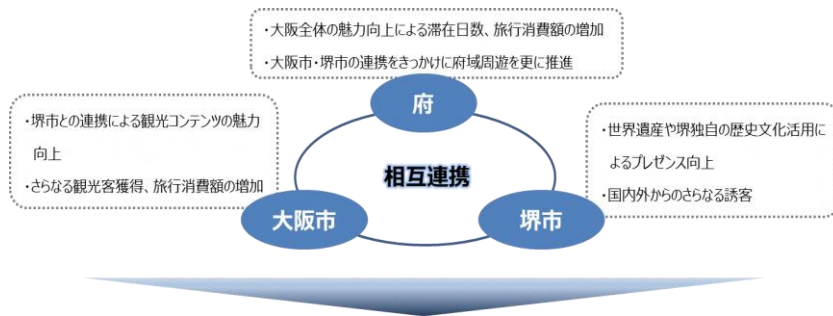 ・大阪全体の魅力向上による滞在日数、旅行消費額の増加
・大阪市・堺市の連携をきっかけに府域周遊を更に推進
府
・堺市との連携による観光コンテンツの魅力
向上
・さらなる観光客獲得、旅行消費額の増加
・世界遺産や堺独自の歴史文化活用に
よるプレゼンス向上
・国内外からのさらなる誘客
相互連携
大阪市
堺市